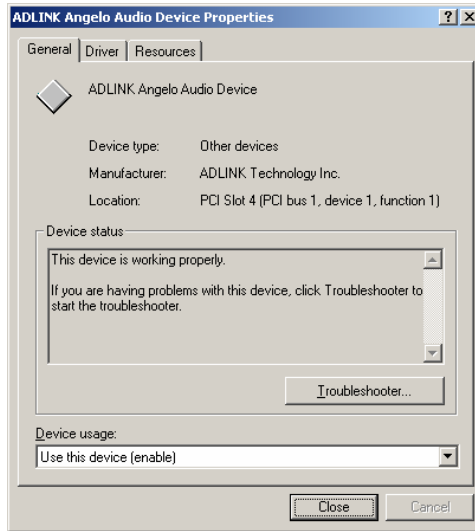 ADLINK Angelo Audio Device Properties
General Driver Resources
ADLINK Angelo Audio Device
Device type: Other devices
Manufacturer: ADLINK Technology Inc.
Location: PCI Slot 4 (PCI bus 1, device 1, function 1)
Device status
This device is working properly.
If you are having problems with this device, click Troubleshooter to
start the troubleshooter.
Troubleshooter...
Device usage:
Use this device (enable)
Close Cancel